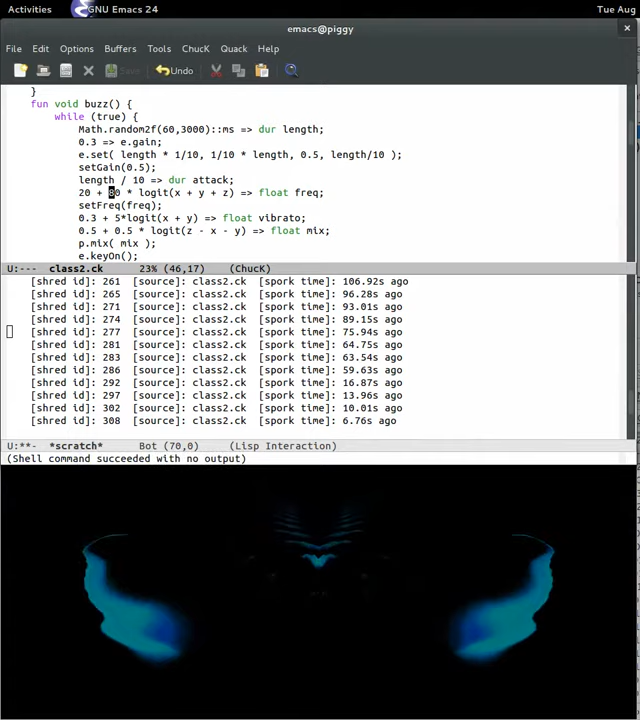 Activities GNU Emacs 24 Tue Aug
emacs@piggy
File Edit Options Buffers Tools ChucK Quack Help
Save Undo
}
fun void buzz() {
while (true) {
Math.random2f(60,3000)::ms => dur length;
0.3 => e.gain;
e.set( length * 1/10, 1/10 * length, 0.5, length/10 );
setGain(0.5);
length / 10 => dur attack;
20 + 80 * logit(x + y + z) => float freq;
setFreq(freq);
0.3 + 5*logit(x + y) => float vibrato;
0.5 + 0.5 * logit(z - x - y) => float mix;
p.mix( mix );
e.keyOn();
U:--- class2.ck 23% (46,17) (ChucK)
[shred id]: 261 [source]: class2.ck [spork time]: 106.92s ago
[shred id]: 265 [source]: class2.ck [spork time]: 96.28s ago
[shred id]: 271 [source]: class2.ck [spork time]: 93.01s ago
[shred id]: 274 [source]: class2.ck [spork time]: 89.15s ago
[shred id]: 277 [source]: class2.ck [spork time]: 75.94s ago
[shred id]: 281 [source]: class2.ck [spork time]: 64.75s ago
[shred id]: 283 [source]: class2.ck [spork time]: 63.54s ago
[shred id]: 286 [source]: class2.ck [spork time]: 59.63s ago
[shred id]: 292 [source]: class2.ck [spork time]: 16.87s ago
[shred id]: 297 [source]: class2.ck [spork time]: 13.96s ago
[shred id]: 302 [source]: class2.ck [spork time]: 10.01s ago
[shred id]: 308 [source]: class2.ck [spork time]: 6.76s ago
U:**- *scratch* Bot (70,0) (Lisp Interaction)
(Shell command succeeded with no output)